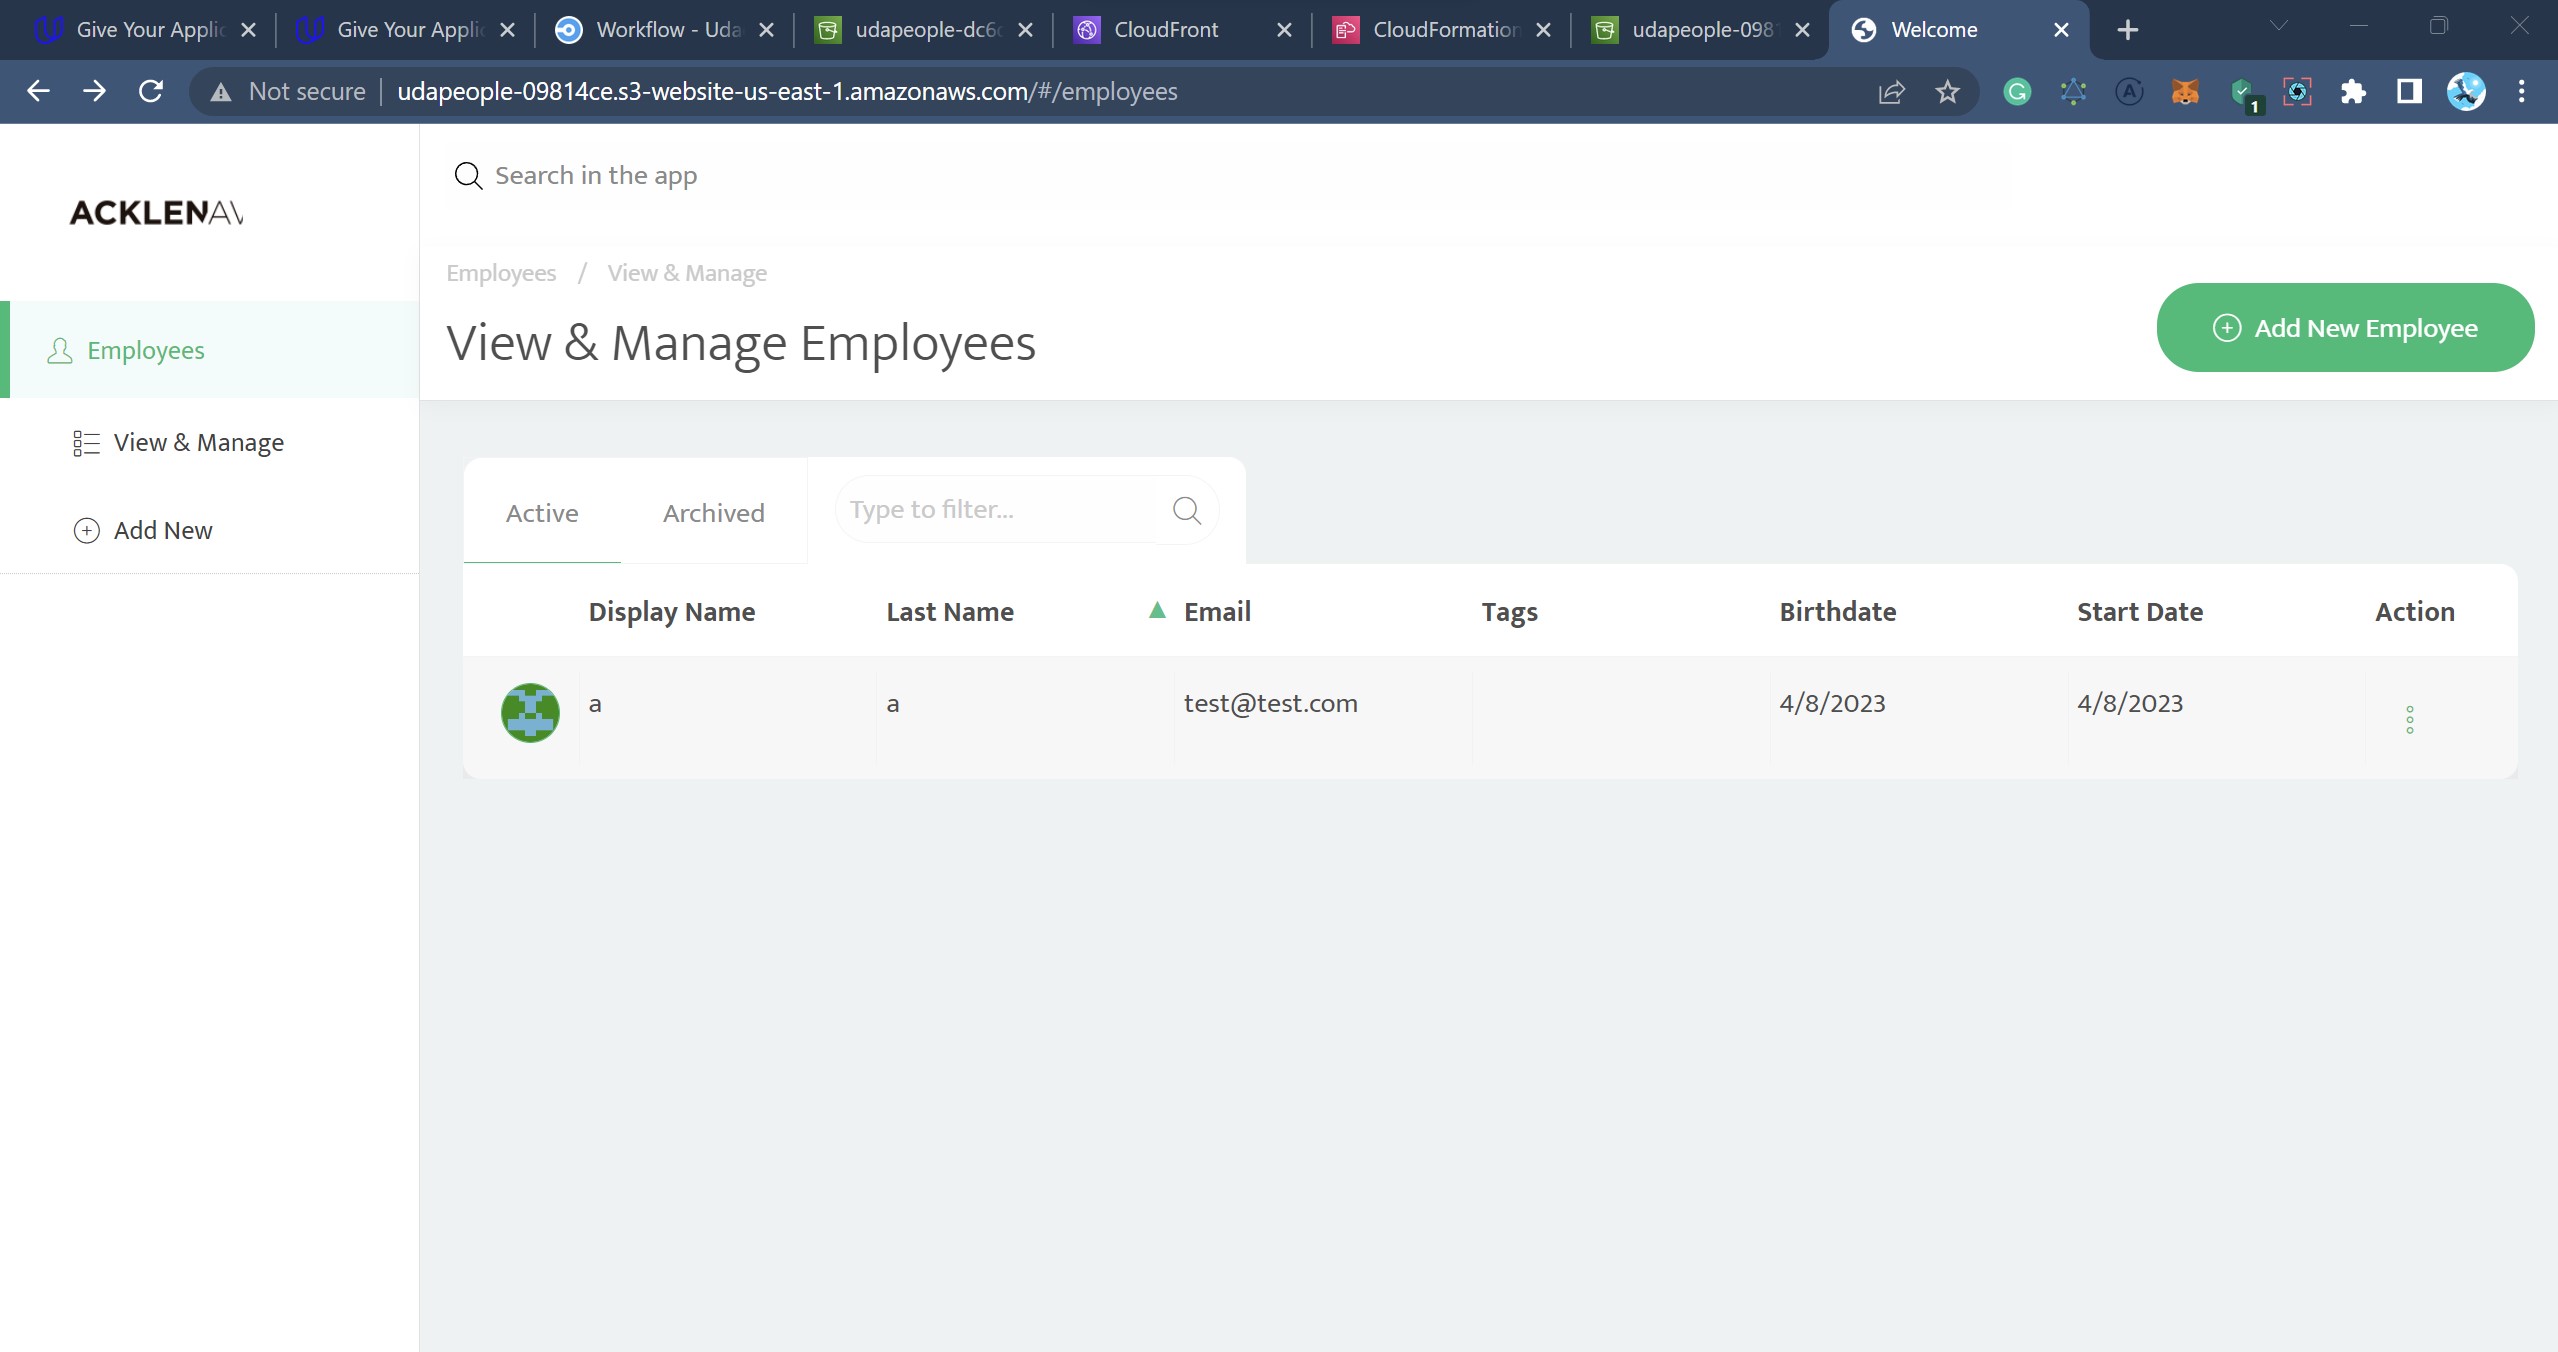 Give Your Applic
Give Your Applic
Workflow - Uda
udapeople-dc6c
CloudFront
CloudFormation
udapeople-0981
Welcome
Not secure
udapeople-09814ce.s3-website-us-east-1.amazonaws.com/#/employees
1
Search in the app
ACKLENAV
Employees / View & Manage
View & Manage Employees
Add New Employee
Employees
View & Manage
Add New
Active
Archived
Type to filter...
Display Name Last Name Email Tags Birthdate Start Date Action
a a test@test.com 4/8/2023 4/8/2023